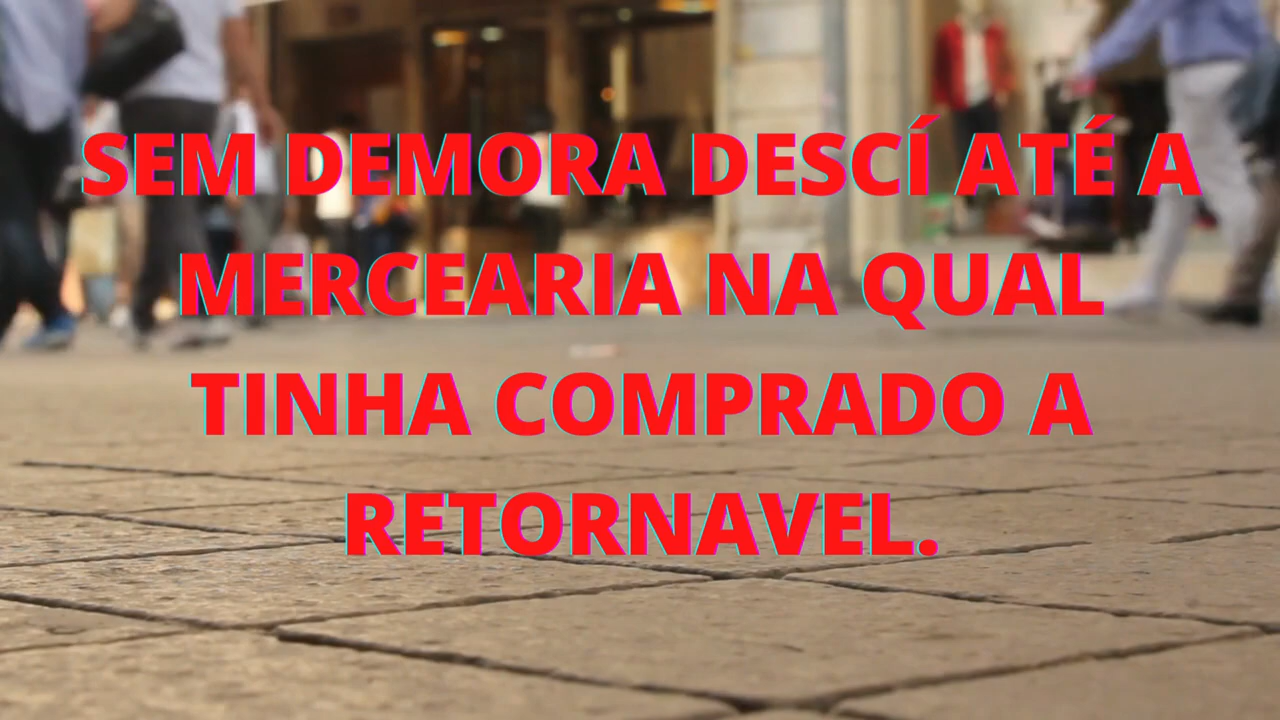 SEM DEMORA DESCÍ ATÉ A
MERCEARIA NA QUAL
TINHA COMPRADO A
RETORNAVEL.